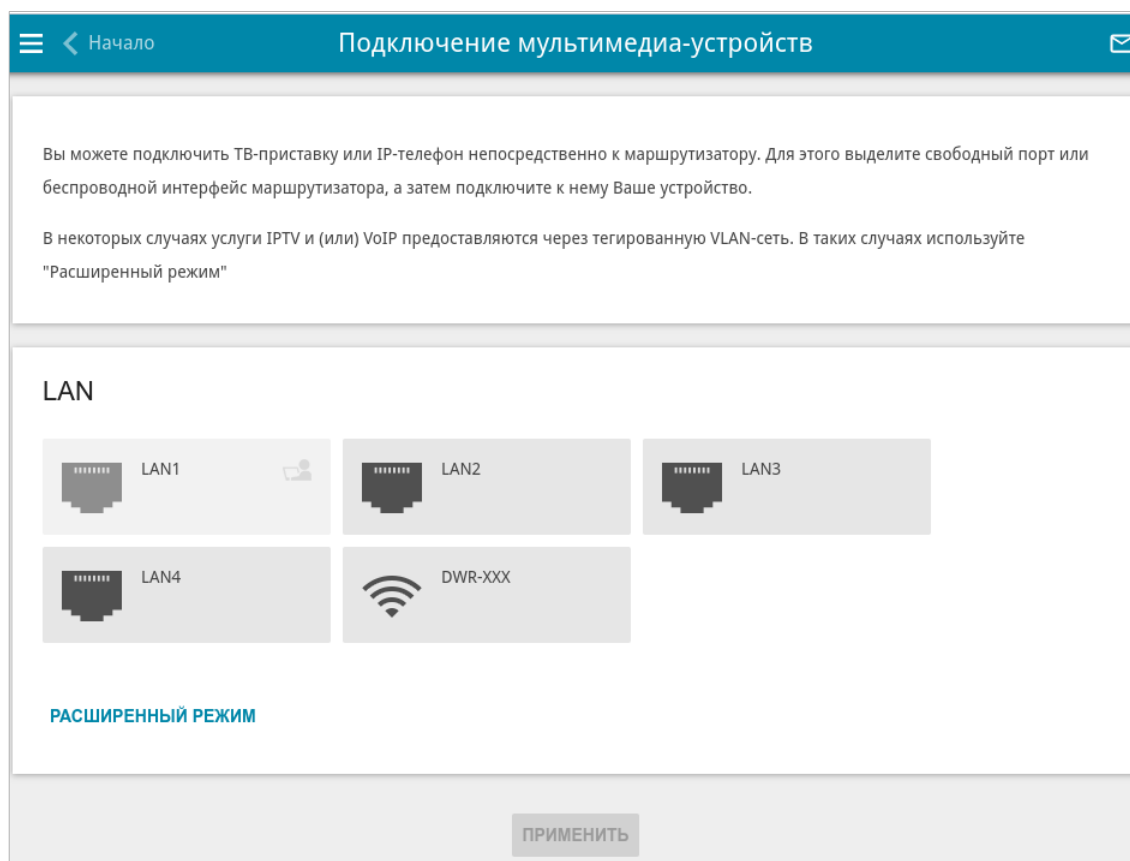 Начало
Подключение мультимедиа-устройств
Вы можете подключить ТВ-приставку или IP-телефон непосредственно к маршрутизатору. Для этого выделите свободный порт или
беспроводной интерфейс маршрутизатора, а затем подключите к нему Ваше устройство.
В некоторых случаях услуги IPTV и (или) VoIP предоставляются через тегированную VLAN-сеть. В таких случаях используйте
"Расширенный режим"
LAN
LAN1
LAN2
LAN3
LAN4
DWR-XXX
РАСШИРЕННЫЙ РЕЖИМ
ПРИМЕНИТЬ